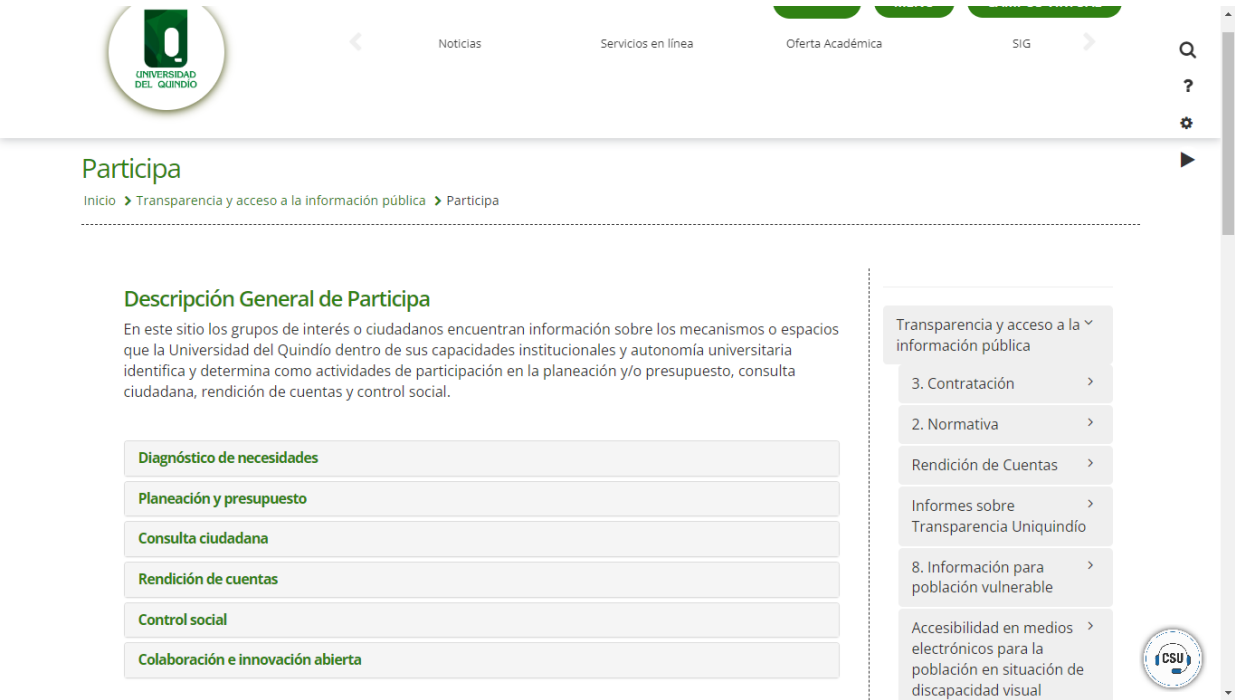 UNIVERSIDAD
DEL QUINDÍO
Noticias
Servicios en línea
Oferta Académica
SIG
?
Participa
Inicio
Transparencia y acceso a la información pública
Participa
Descripción General de Participa
En este sitio los grupos de interés o ciudadanos encuentran información sobre los mecanismos o espacios
que la Universidad del Quindío dentro de sus capacidades institucionales y autonomía universitaria
identifica y determina como actividades de participación en la planeación y/o presupuesto, consulta
ciudadana, rendición de cuentas y control social.
Diagnóstico de necesidades
Planeación y presupuesto
Consulta ciudadana
Rendición de cuentas
Control social
Colaboración e innovación abierta
Transparencia y acceso a la
información pública
3. Contratación
2. Normativa
Rendición de Cuentas
Informes sobre
Transparencia Uniquindío
8. Información para
población vulnerable
Accesibilidad en medios
electrónicos para la
población en situación de
discapacidad visual
CSU